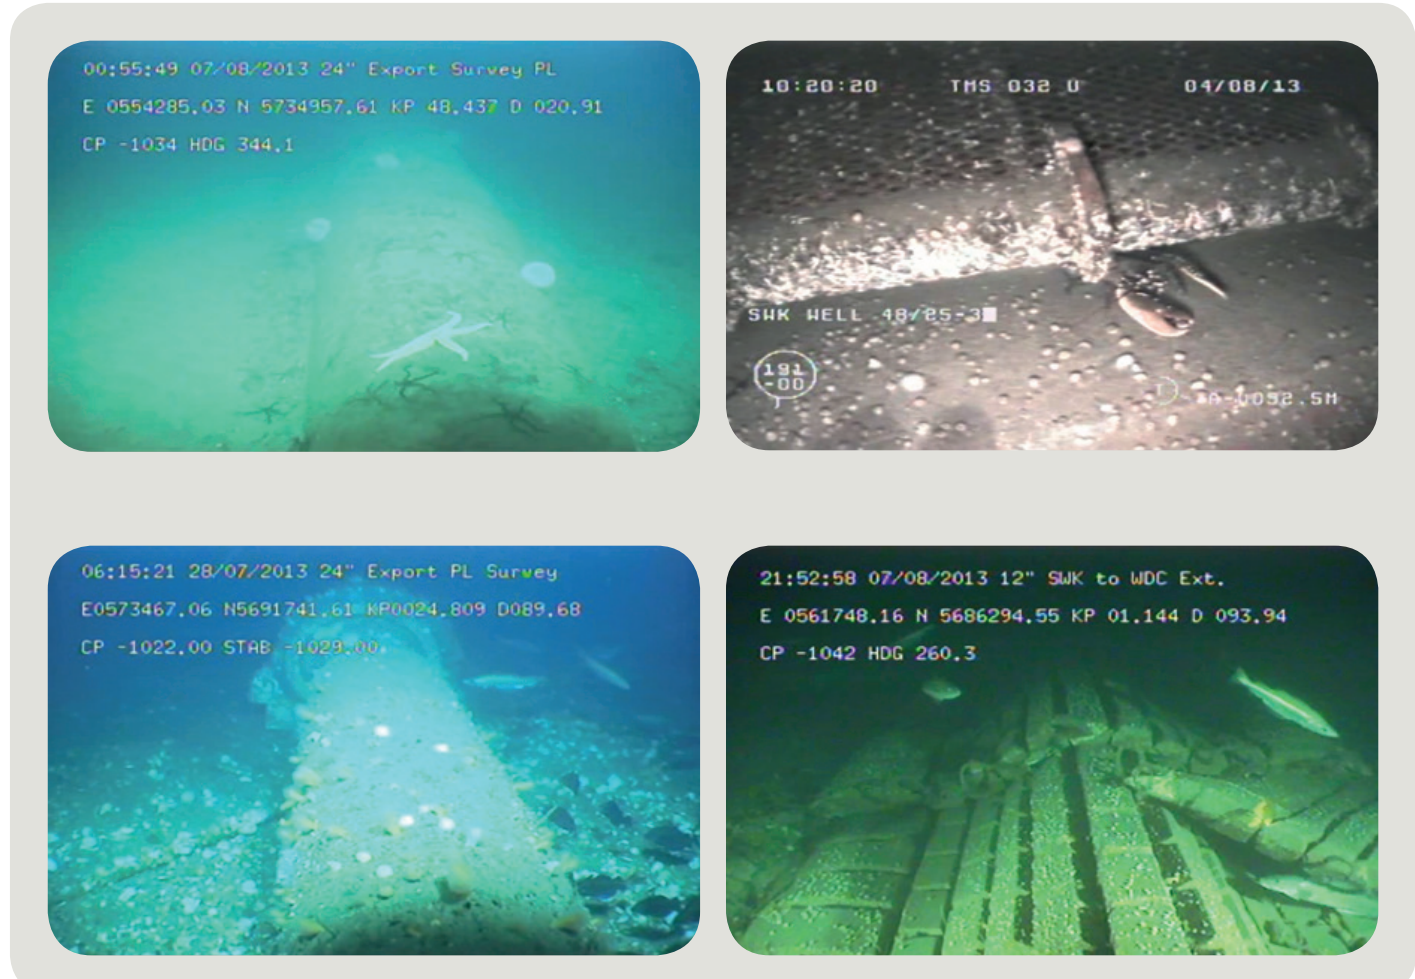 00:55:49 07/08/2013 24" Export Survey PL
E 0554285.03 N 5734957.61 KP 48.437 D 020.91
CP -1034 HDG 344.1
10:20:20 TMS 032 U 04/08/13
SWK WELL 48/25-3
191
-00
06:15:21 28/07/2013 24" Export PL Survey
E0573467.06 N5691741.61 KP0024.809 D089.68
CP -1022.00 STAB -1029.00
21:52:58 07/08/2013 12" SWK to WDC Ext.
E 0561748.16 N 5686294.55 KP 01.144 D 093.94
CP -1042 HDG 260.3